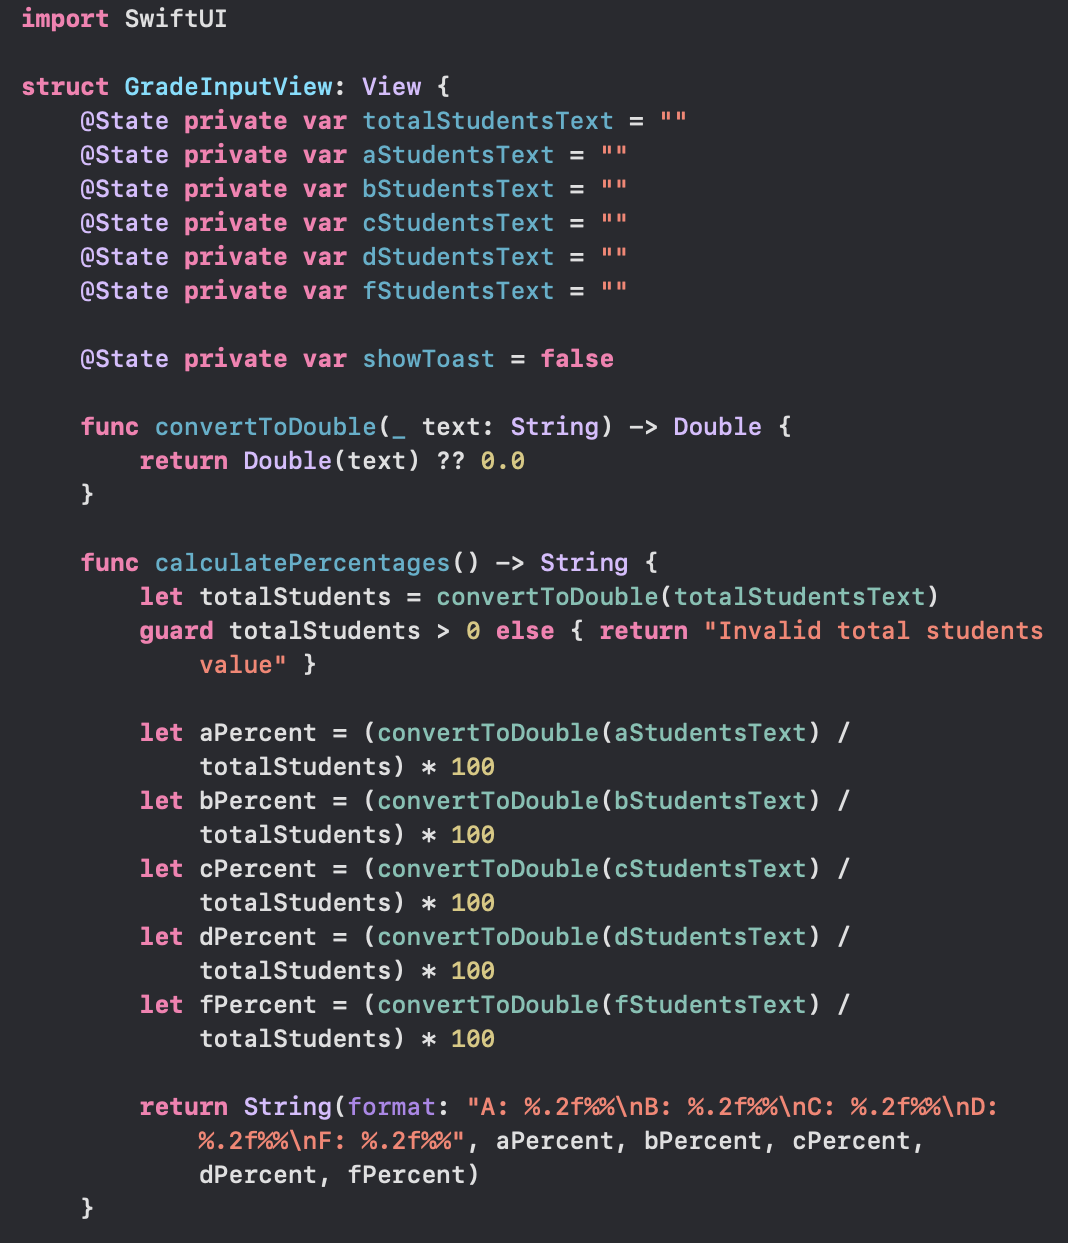 import SwiftUI
struct GradeInputView: View {
    @State private var totalStudentsText = ""
    @State private var aStudentsText = ""
    @State private var bStudentsText = ""
    @State private var cStudentsText = ""
    @State private var dStudentsText = ""
    @State private var fStudentsText = ""
    @State private var showToast = false
    func convertToDouble(_ text: String) -> Double {
        return Double(text) ?? 0.0
    }
    func calculatePercentages() -> String {
        let totalStudents = convertToDouble(totalStudentsText)
        guard totalStudents > 0 else { return "Invalid total students
            value" }
        let aPercent = (convertToDouble(aStudentsText) /
            totalStudents) * 100
        let bPercent = (convertToDouble(bStudentsText) /
            totalStudents) * 100
        let cPercent = (convertToDouble(cStudentsText) /
            totalStudents) * 100
        let dPercent = (convertToDouble(dStudentsText) /
            totalStudents) * 100
        let fPercent = (convertToDouble(fStudentsText) /
            totalStudents) * 100
        return String(format: "A: %.2f%%\nB: %.2f%%\nC: %.2f%%\nD:
            %.2f%%\nF: %.2f%%", aPercent, bPercent, cPercent,
            dPercent, fPercent)
    }